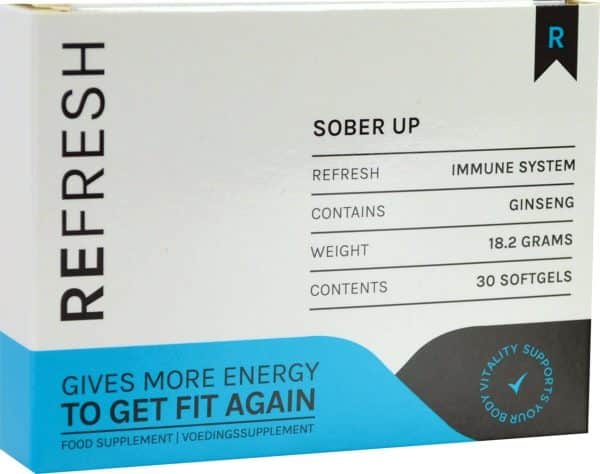 REFRESH
R
SOBER UP
REFRESH IMMUNE SYSTEM
CONTAINS GINSENG
WEIGHT 18.2 GRAMS
CONTENTS 30 SOFTGELS
GIVES MORE ENERGY
TO GET FIT AGAIN
FOOD SUPPLEMENT | VOEDINGSSUPPLEMENT
VITALITY SUPPORTS YOUR BODY